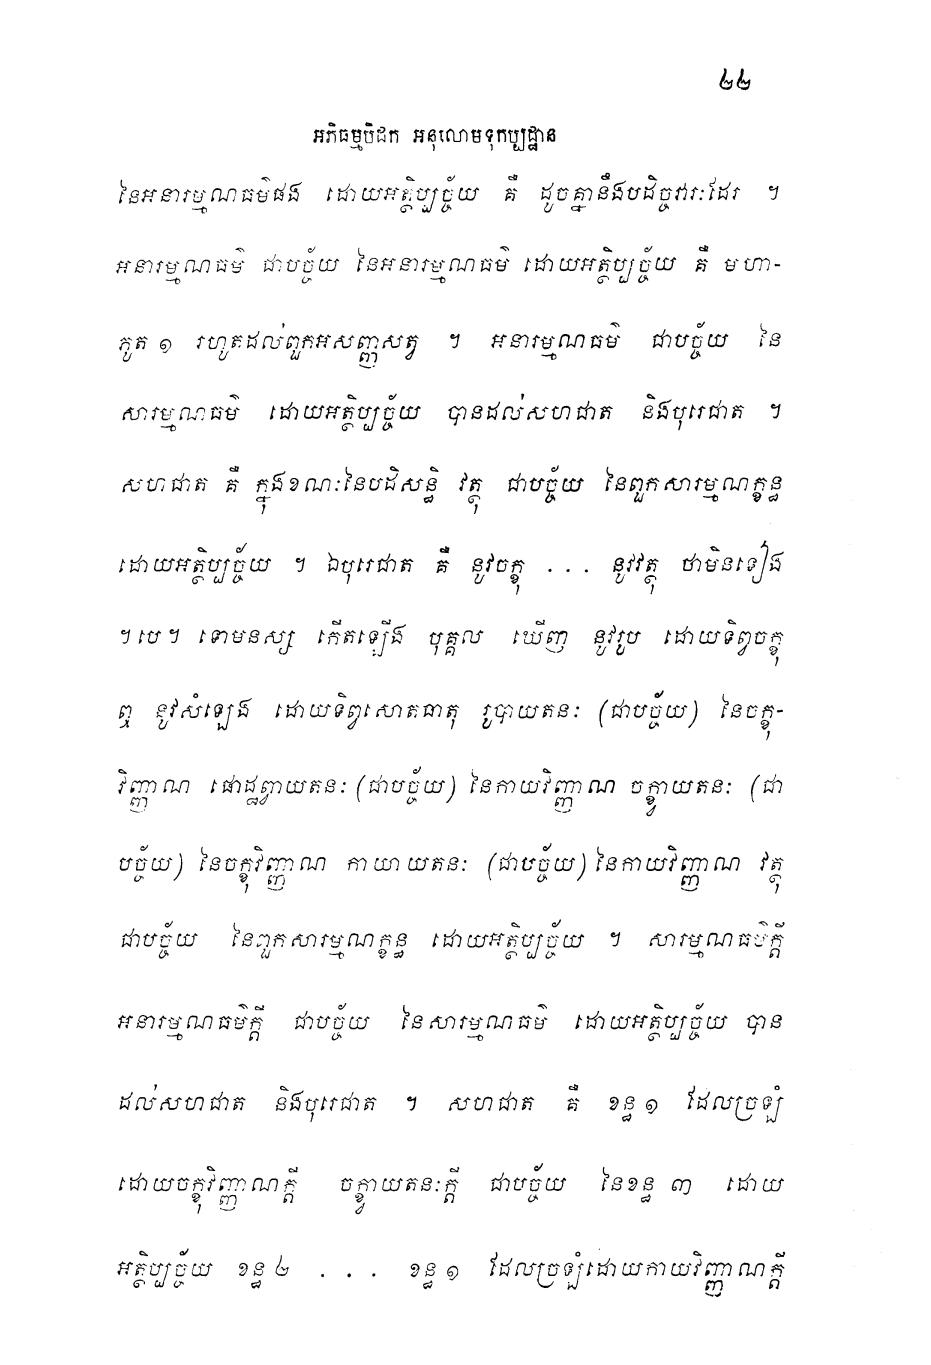 ២២
អភិធម្មបិដក អនុលោមទុកប្បដ្ឋាន
នៃអនារម្មណធម៌ផង ដោយអត្ថិប្បច្ច័យ គឺ ដូចគ្នានឹងបដិច្ចវារៈដែរ ។
អនារម្មណធម៌ ជាបច្ច័យ នៃអនារម្មណធម៌ ដោយអត្ថិប្បច្ច័យ គឺ មហា-
ភូត ១ រហូតដល់ពួកអសញ្ញសត្វ ។ អនារម្មណធម៌ ជាបច្ច័យ នៃ
សារម្មណធម៌ ដោយអត្ថិប្បច្ច័យ បានដល់សហជាត និងបុរេជាត ។
សហជាត គឺ ក្នុងខណៈនៃបដិសន្ធិ វត្ថុ ជាបច្ច័យ នៃពួកសារម្មណក្ខន្ធ
ដោយអត្ថិប្បច្ច័យ ។ ឯបុរេជាត គឺ នូវចក្ខុ ... នូវវត្ថុ ថាមិនទៀង
។ បេ ។ ទោមនស្ស កើតឡើង បុគ្គល ឃើញ នូវរូប ដោយទិព្វចក្ខុ
ឮ នូវសំឡេង ដោយទិព្វសោតធាតុ រូបាយតនៈ (ជាបច្ច័យ) នៃចក្ខុ-
វិញ្ញាណ ផោដ្ឋព្វាយតនៈ (ជាបច្ច័យ) នៃកាយវិញ្ញាណ ចក្ខ្វាយតនៈ (ជា
បច្ច័យ) នៃចក្ខុវិញ្ញាណ កាយាយតនៈ (ជាបច្ច័យ) នៃកាយវិញ្ញាណ វត្ថុ
ជាបច្ច័យ នៃពួកសារម្មណក្ខន្ធ ដោយអត្ថិប្បច្ច័យ ។ សារម្មណធម៌ក្តី
អនារម្មណធម៌ក្តី ជាបច្ច័យ នៃសារម្មណធម៌ ដោយអត្ថិប្បច្ច័យ បាន
ដល់សហជាត និងបុរេជាត ។ សហជាត គឺ ខន្ធ ១ ដែលច្រឡំ
ដោយចក្ខុវិញ្ញាណក្តី ចក្ខ្វាយតនៈក្តី ជាបច្ច័យ នៃខន្ធ ៣ ដោយ
អត្ថិប្បច្ច័យ ខន្ធ ២ ... ខន្ធ ១ ដែលច្រឡំដោយកាយវិញ្ញាណក្តី